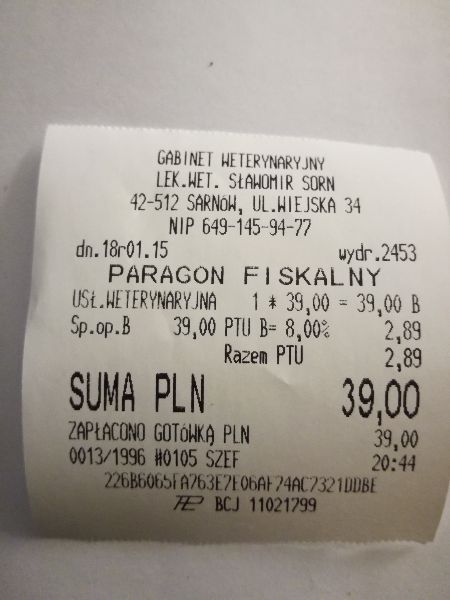 GABINET WETERYNARYJNY
LEK.WET. SŁAWOMIR SORN
42-512 SARNÓW, UL.WIEJSKA 34
NIP 649-145-94-77
dn.18r01.15 wydr.2453
PARAGON FISKALNY
USŁ.WETERYNARYJNA 1 * 39,00 = 39,00 B
Sp.op.B 39,00 PTU B= 8,00% 2,89
Razem PTU 2,89
SUMA PLN 39,00
ZAPŁACONO GOTÓWKĄ PLN 39,00
0013/1996 #0105 SZEF 20:44
226B6065FA763E7E06AF74AC7321DDBE
BCJ 11021799